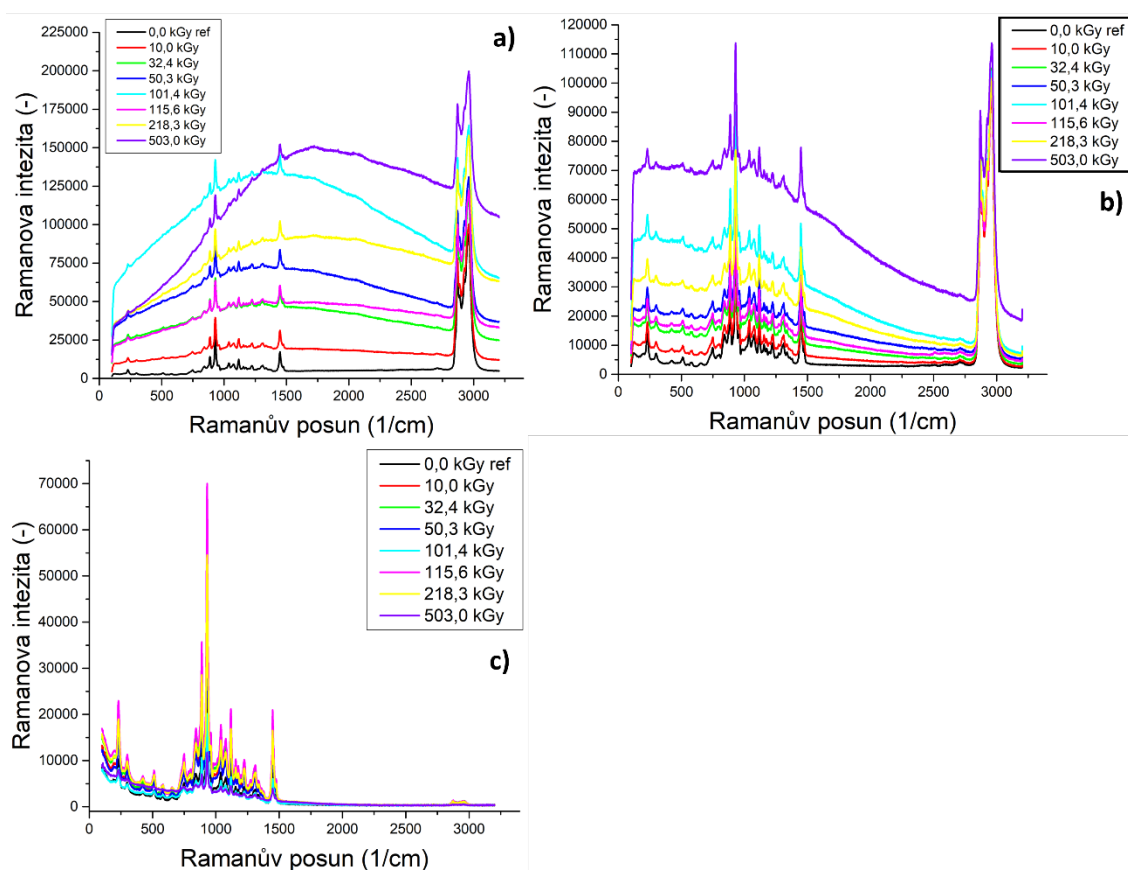 a)
0,0 kGy ref
10,0 kGy
32,4 kGy
50,3 kGy
101,4 kGy
115,6 kGy
218,3 kGy
503,0 kGy
Ramanova intezita (-)
225000
200000
175000
150000
125000
100000
75000
50000
25000
0
0 500 1000 1500 2000 2500 3000
Ramanův posun (1/cm)
b)
0,0 kGy ref
10,0 kGy
32,4 kGy
50,3 kGy
101,4 kGy
115,6 kGy
218,3 kGy
503,0 kGy
Ramanova intezita (-)
120000
110000
100000
90000
80000
70000
60000
50000
40000
30000
20000
10000
0
0 500 1000 1500 2000 2500 3000
Ramanův posun (1/cm)
c)
0,0 kGy ref
10,0 kGy
32,4 kGy
50,3 kGy
101,4 kGy
115,6 kGy
218,3 kGy
503,0 kGy
Ramanova intezita (-)
70000
60000
50000
40000
30000
20000
10000
0
0 500 1000 1500 2000 2500 3000
Ramanův posun (1/cm)